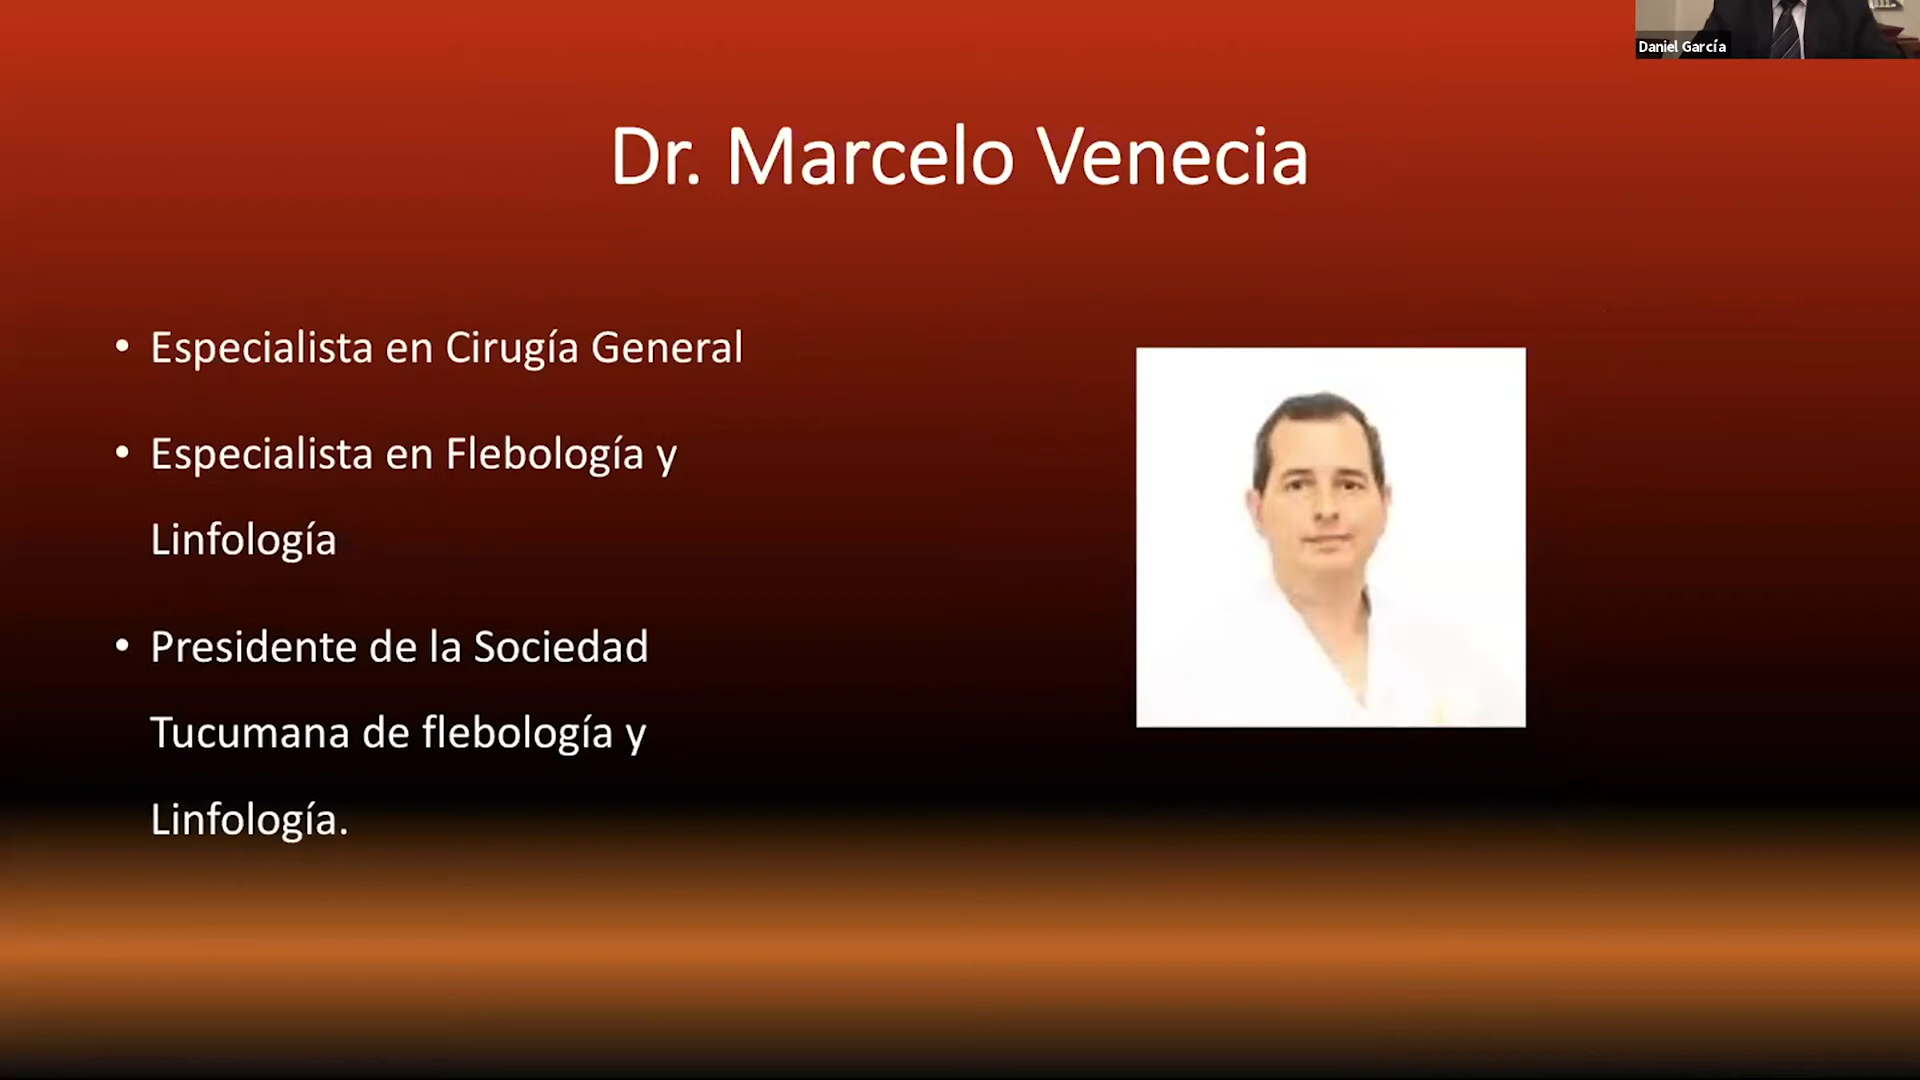 Daniel García
Dr. Marcelo Venecia
• Especialista en Cirugía General
• Especialista en Flebología y
Linfología
• Presidente de la Sociedad
Tucumana de flebología y
Linfología.